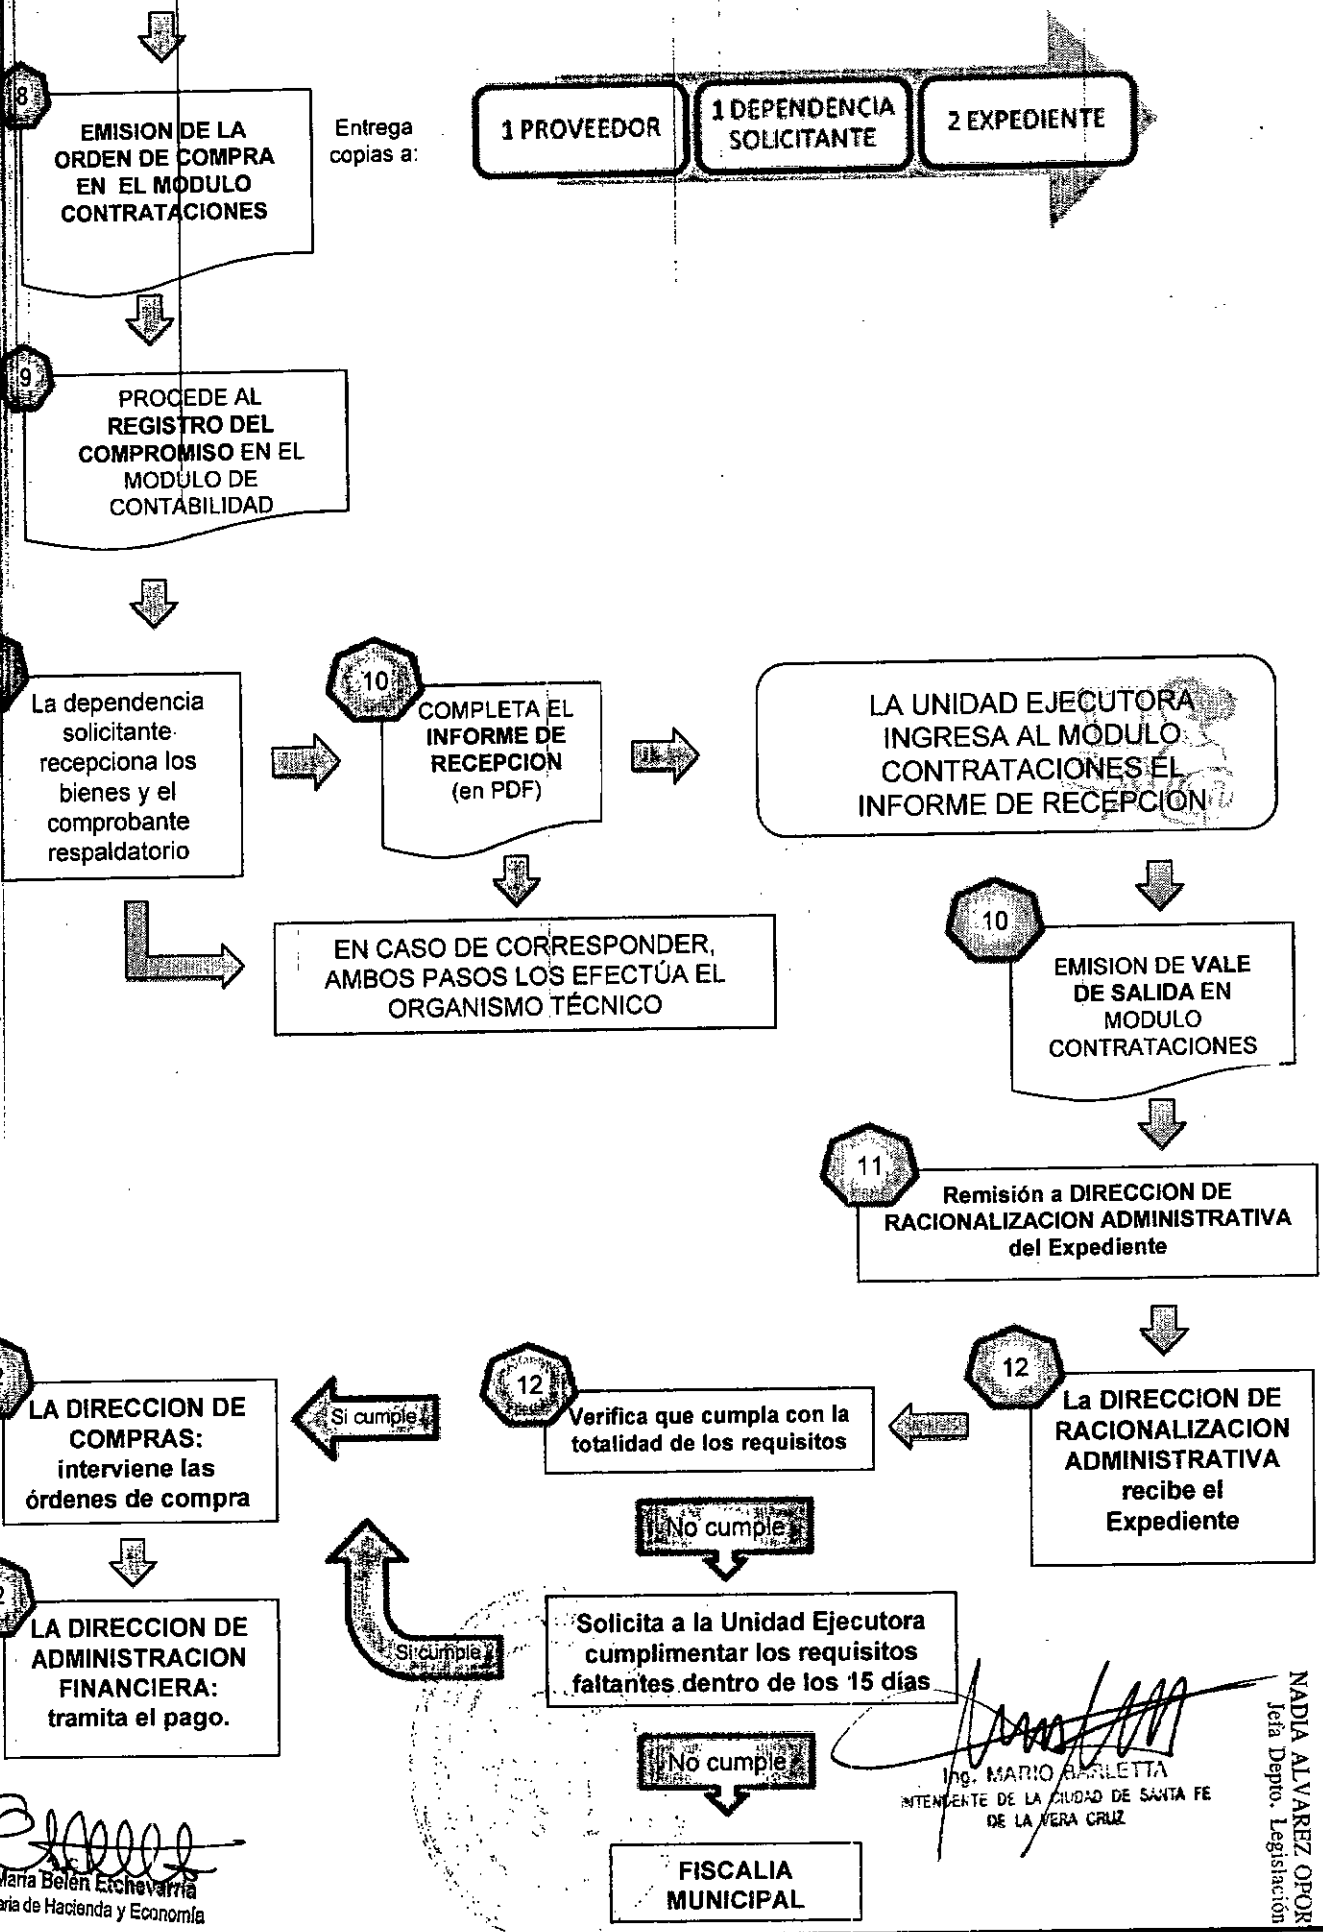 8
EMISION DE LA
ORDEN DE COMPRA
EN EL MODULO
CONTRATACIONES
Entrega
copias a:
1 PROVEEDOR
1 DEPENDENCIA
SOLICITANTE
2 EXPEDIENTE
9
PROCEDE AL
REGISTRO DEL
COMPROMISO EN EL
MODULO DE
CONTABILIDAD
La dependencia
solicitante
recepciona los
bienes y el
comprobante
respaldatorio
10
COMPLETA EL
INFORME DE
RECEPCION
(en PDF)
LA UNIDAD EJECUTORA
INGRESA AL MÓDULO
CONTRATACIONES EL
INFORME DE RECEPCIÓN
EN CASO DE CORRESPONDER,
AMBOS PASOS LOS EFECTÚA EL
ORGANISMO TÉCNICO
10
EMISION DE VALE
DE SALIDA EN
MODULO
CONTRATACIONES
11
Remisión a DIRECCION DE
RACIONALIZACION ADMINISTRATIVA
del Expediente
12
La DIRECCION DE
RACIONALIZACION
ADMINISTRATIVA
recibe el
Expediente
12
Verifica que cumpla con la
totalidad de los requisitos
Si cumple
LA DIRECCION DE
COMPRAS:
interviene las
órdenes de compra
No cumple
2
LA DIRECCION DE
ADMINISTRACION
FINANCIERA:
tramita el pago.
Si cumple
Solicita a la Unidad Ejecutora
cumplimentar los requisitos
faltantes dentro de los 15 días
No cumple
FISCALIA
MUNICIPAL
Ing. MARIO BARLETTA
INTENDENTE DE LA CIUDAD DE SANTA FE
DE LA VERA CRUZ
María Belén Etchevarría
aria de Hacienda y Economía
NADIA ALVAREZ OPOR
Jefa Depto. Legislación